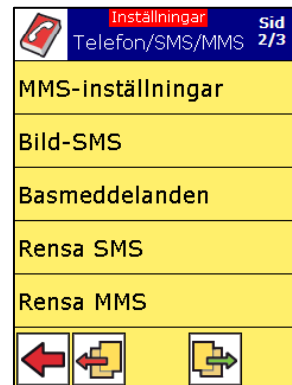 Inställningar
Telefon/SMS/MMS
Sid
2/3
MMS-inställningar
Bild-SMS
Basmeddelanden
Rensa SMS
Rensa MMS